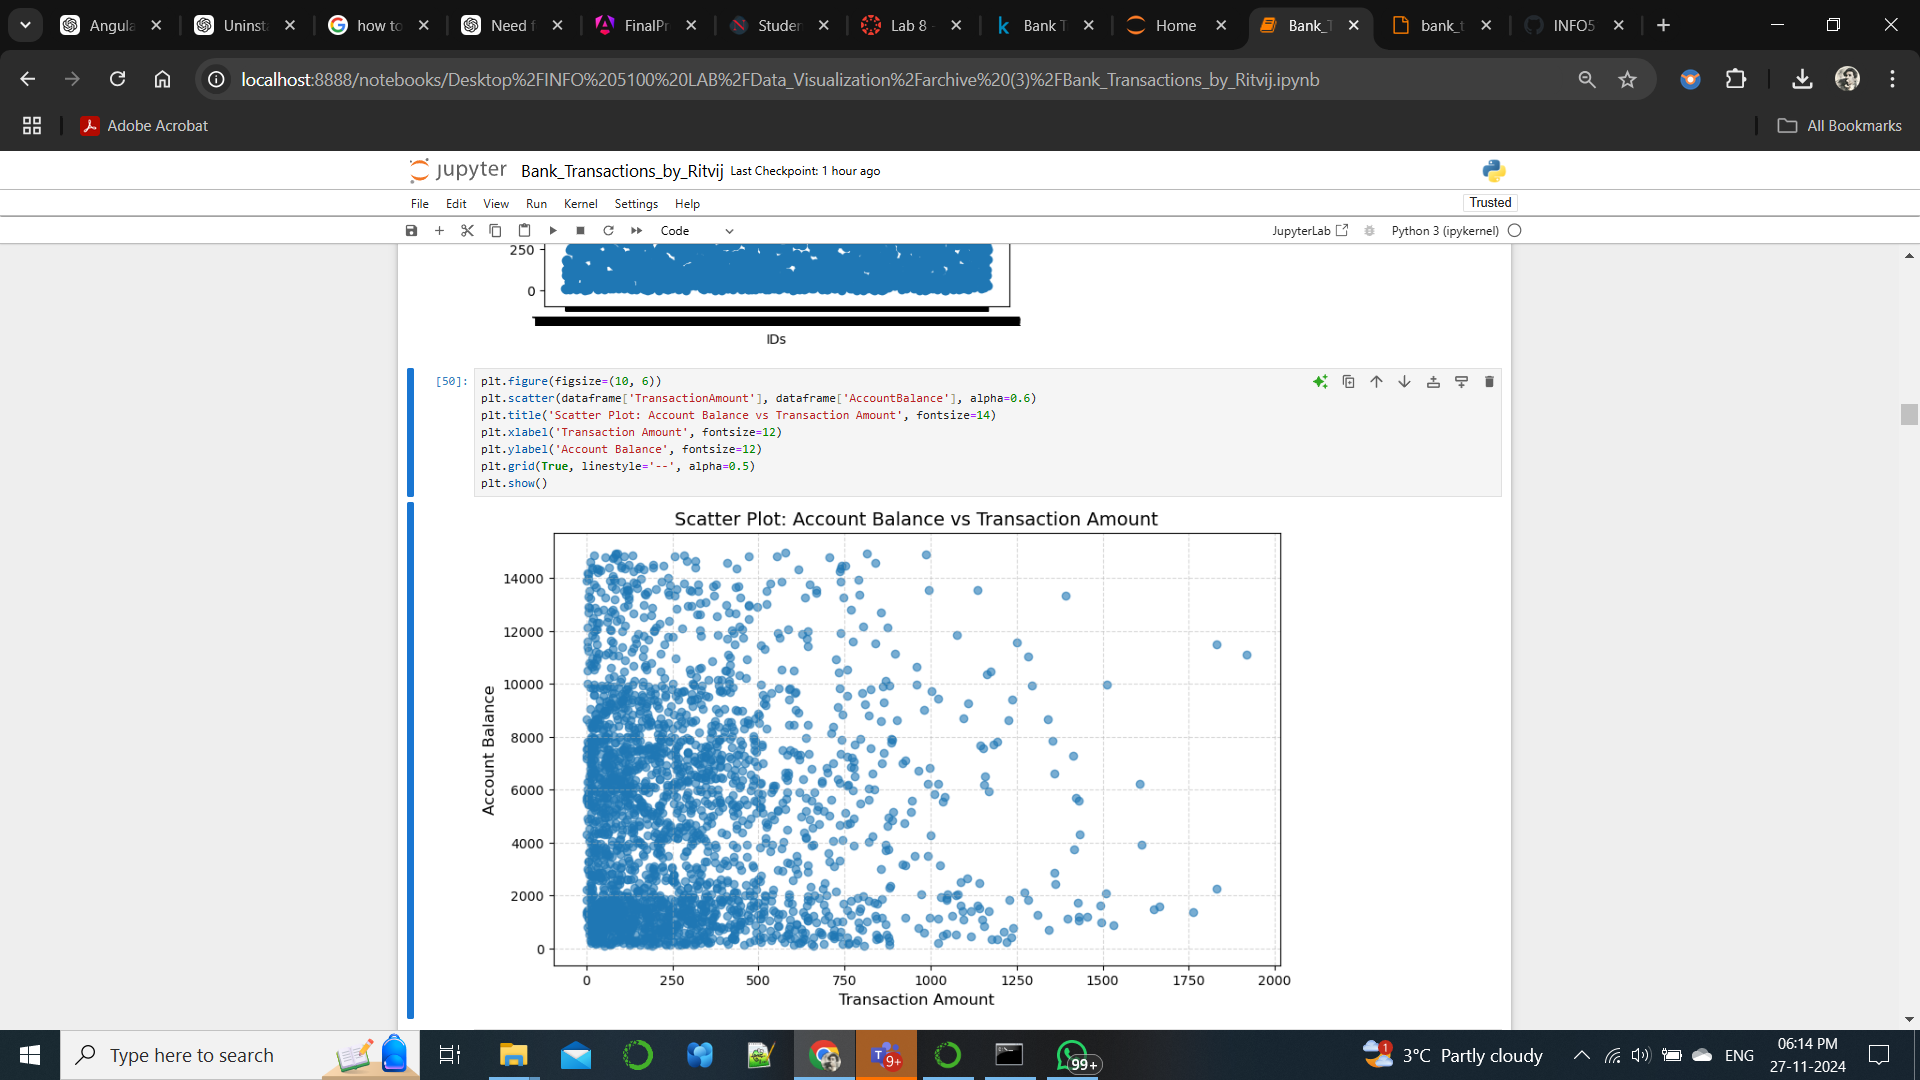 Angula
Uninsta
how to
Need f
FinalPr
Studen
Lab 8 -
Bank T
Home
Bank_T
bank_t
INFO5
localhost:8888/notebooks/Desktop%2FINFO%205100%20LAB%2FData_Visualization%2Farchive%20(3)%2FBank_Transactions_by_Ritvij.ipynb
Adobe Acrobat
All Bookmarks
jupyter Bank_Transactions_by_Ritvij Last Checkpoint: 1 hour ago
File Edit View Run Kernel Settings Help
Trusted
Code
JupyterLab
Python 3 (ipykernel)
250
0
IDs
[50]:
plt.figure(figsize=(10, 6))
plt.scatter(dataframe['TransactionAmount'], dataframe['AccountBalance'], alpha=0.6)
plt.title('Scatter Plot: Account Balance vs Transaction Amount', fontsize=14)
plt.xlabel('Transaction Amount', fontsize=12)
plt.ylabel('Account Balance', fontsize=12)
plt.grid(True, linestyle='--', alpha=0.5)
plt.show()
Scatter Plot: Account Balance vs Transaction Amount
14000
12000
10000
8000
6000
4000
2000
0
Account Balance
0 250 500 750 1000 1250 1500 1750 2000
Transaction Amount
Type here to search
9+
99+
1
3°C Partly cloudy
ENG
06:14 PM
27-11-2024